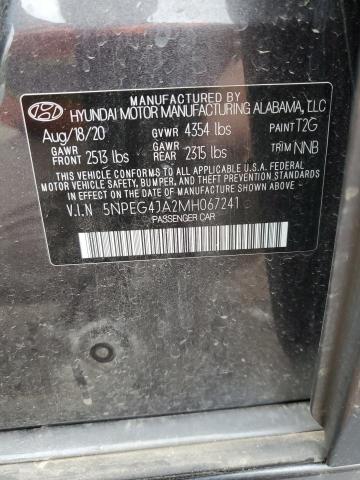 MANUFACTURED BY
HYUNDAI MOTOR MANUFACTURING ALABAMA, LLC
Aug/18/20 GVWR 4354 lbs PAINT T2G
GAWR FRONT 2513 lbs GAWR REAR 2315 lbs TRIM NNB
THIS VEHICLE CONFORMS TO ALL APPLICABLE U.S.A. FEDERAL
MOTOR VEHICLE SAFETY, BUMPER, AND THEFT PREVENTION STANDARDS
IN EFFECT ON THE DATE OF MANUFACTURE SHOWN ABOVE.
V.I.N 5NPEG4JA2MH067241
PASSENGER CAR